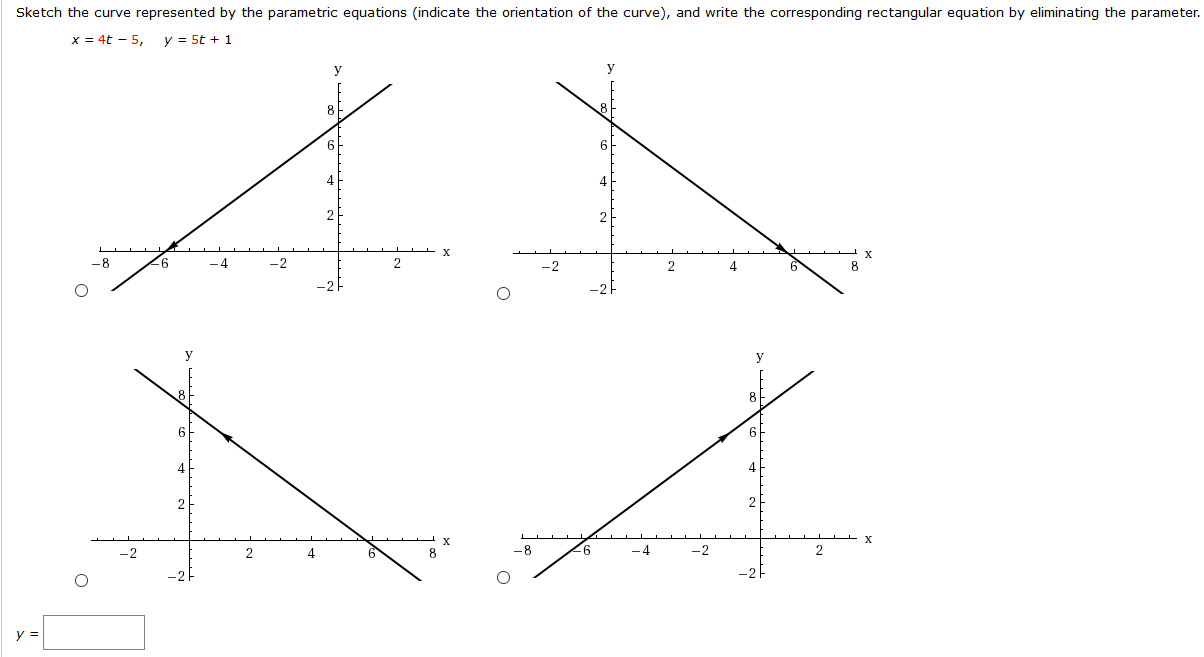 Sketch the curve represented by the parametric equations (indicate the orientation of the curve), and write the corresponding rectangular equation by eliminating the parameter.
x = 4t − 5, y = 5t + 1
y
8
6
4
2
−8 −6 −4 −2 2 x
−2
y
8
6
4
2
−2 2 4 6 8 x
−2
y
8
6
4
2
−2 2 4 6 8 x
−2
y
8
6
4
2
−8 −6 −4 −2 2 x
−2
y =